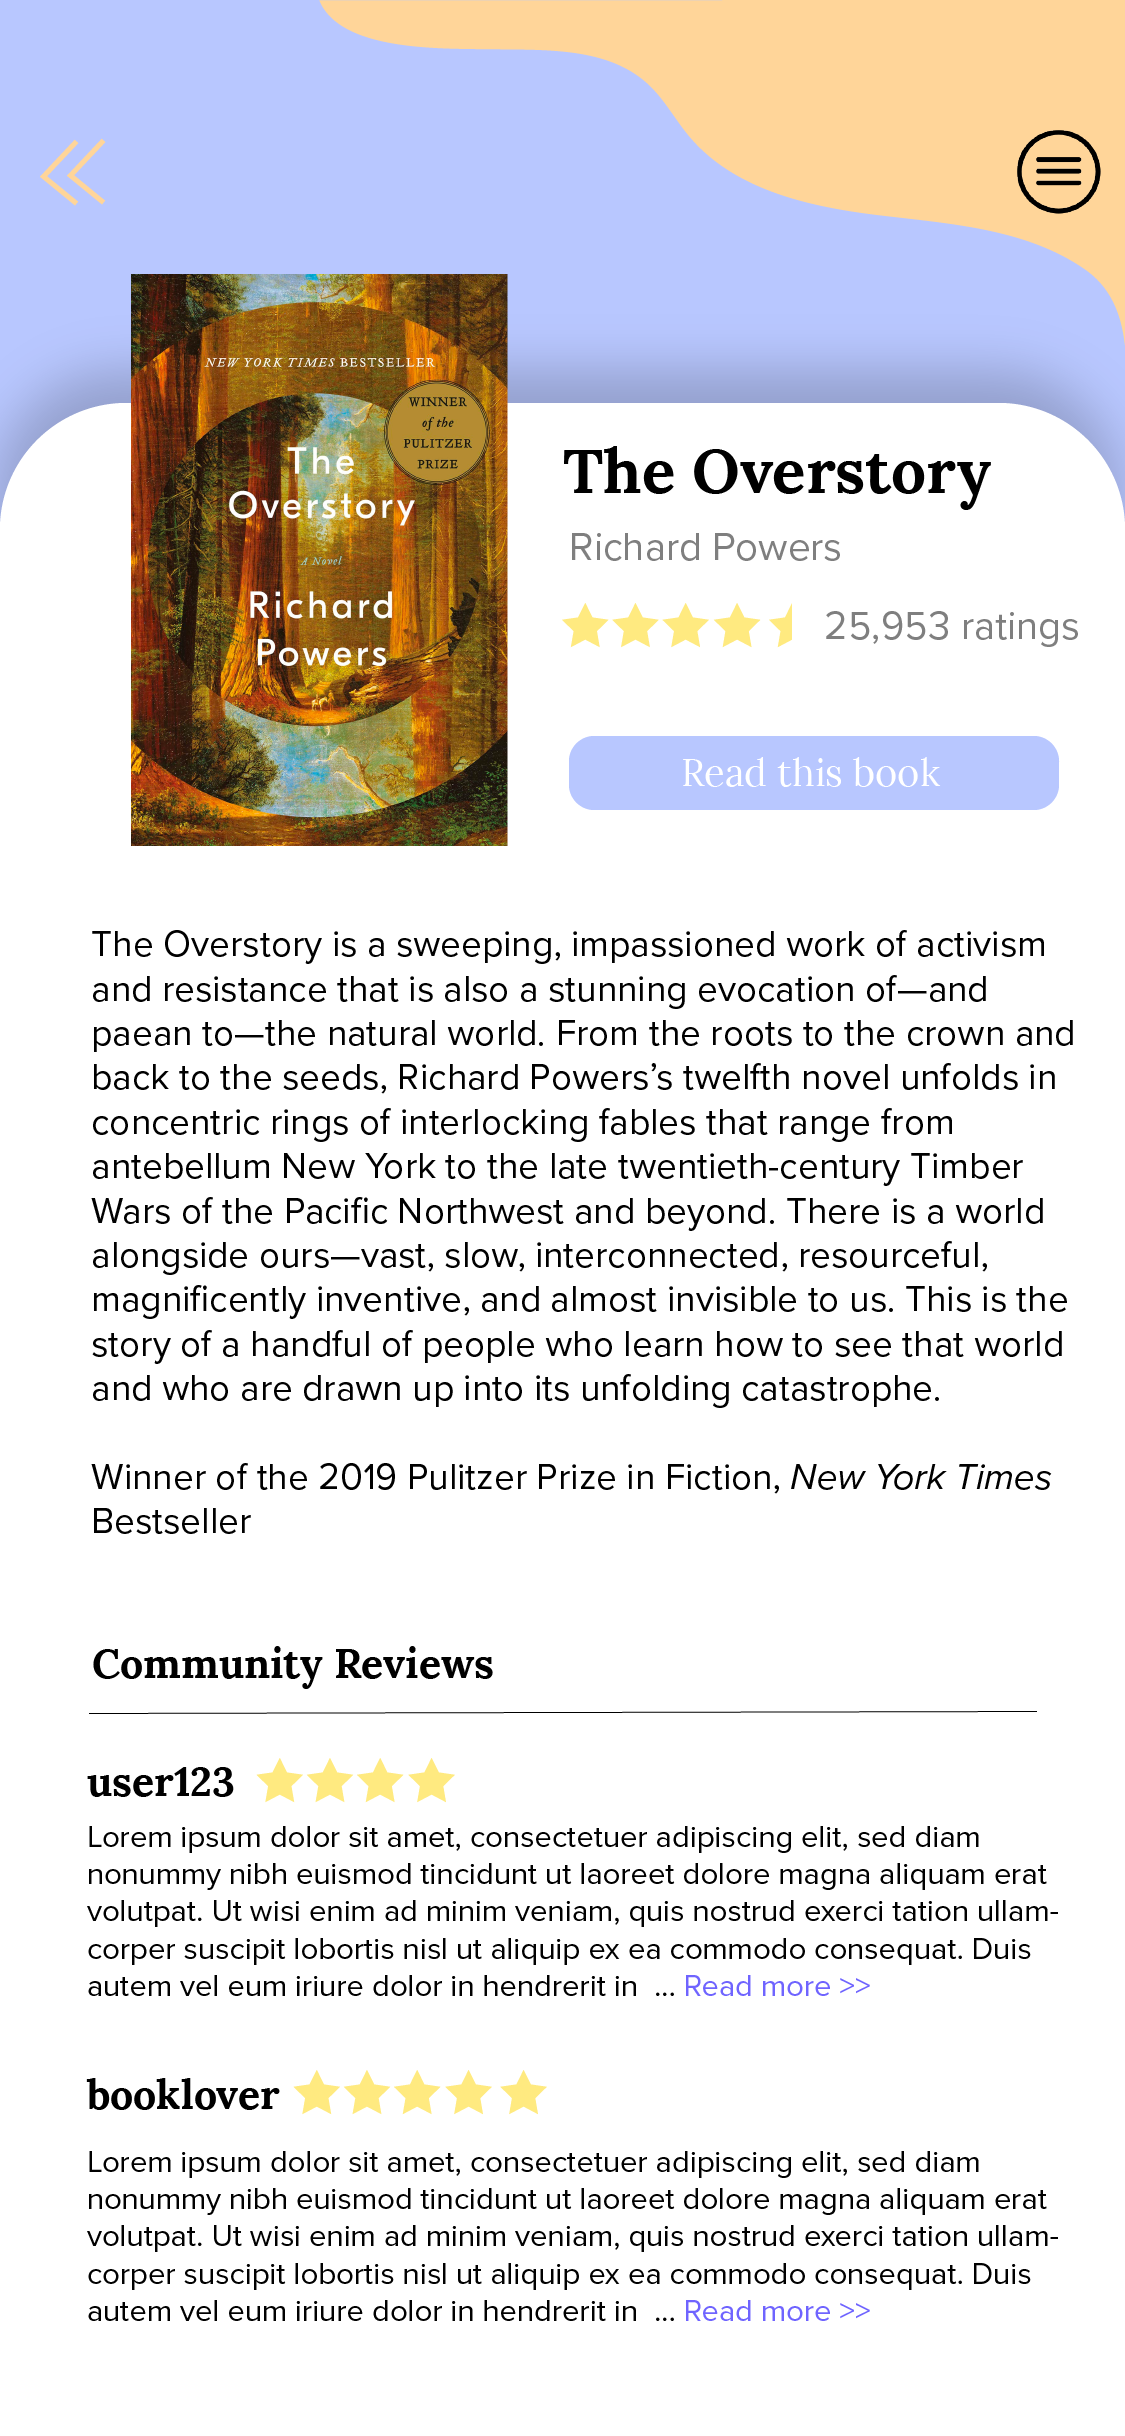 NEW YORK TIMES BESTSELLER
WINNER
of the
PULITZER
PRIZE
The
Overstory
A Novel
Richard
Powers
The Overstory
Richard Powers
25,953 ratings
Read this book
The Overstory is a sweeping, impassioned work of activism
and resistance that is also a stunning evocation of—and
paean to—the natural world. From the roots to the crown and
back to the seeds, Richard Powers’s twelfth novel unfolds in
concentric rings of interlocking fables that range from
antebellum New York to the late twentieth-century Timber
Wars of the Pacific Northwest and beyond. There is a world
alongside ours—vast, slow, interconnected, resourceful,
magnificently inventive, and almost invisible to us. This is the
story of a handful of people who learn how to see that world
and who are drawn up into its unfolding catastrophe.
Winner of the 2019 Pulitzer Prize in Fiction, New York Times
Bestseller
Community Reviews
user123
Lorem ipsum dolor sit amet, consectetuer adipiscing elit, sed diam
nonummy nibh euismod tincidunt ut laoreet dolore magna aliquam erat
volutpat. Ut wisi enim ad minim veniam, quis nostrud exerci tation ullam-
corper suscipit lobortis nisl ut aliquip ex ea commodo consequat. Duis
autem vel eum iriure dolor in hendrerit in ... Read more >>
booklover
Lorem ipsum dolor sit amet, consectetuer adipiscing elit, sed diam
nonummy nibh euismod tincidunt ut laoreet dolore magna aliquam erat
volutpat. Ut wisi enim ad minim veniam, quis nostrud exerci tation ullam-
corper suscipit lobortis nisl ut aliquip ex ea commodo consequat. Duis
autem vel eum iriure dolor in hendrerit in ... Read more >>